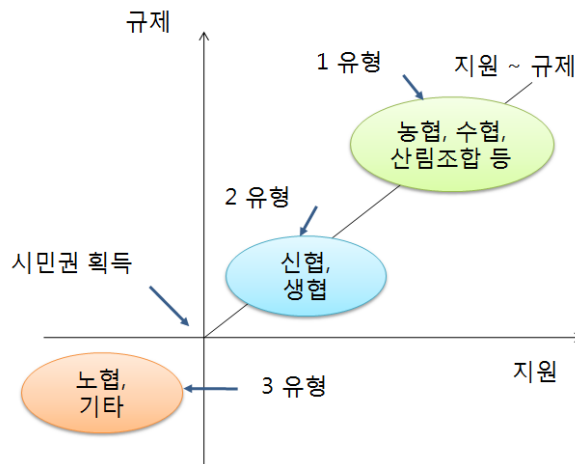 규제
1 유형
지원 ~ 규제
농협, 수협,
산림조합 등
2 유형
신협,
생협
시민권 획득
지원
노협,
기타
3 유형